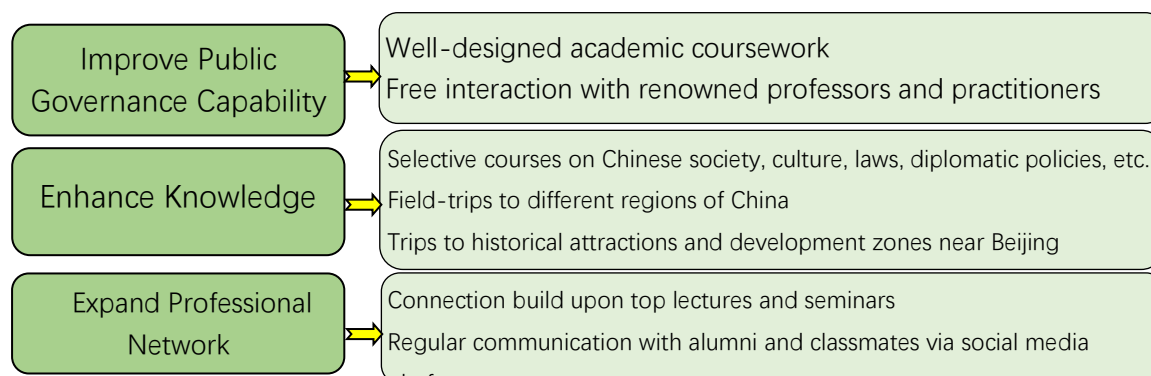 Improve Public
Governance Capability
Well-designed academic coursework
Free interaction with renowned professors and practitioners
Enhance Knowledge
Selective courses on Chinese society, culture, laws, diplomatic policies, etc.
Field-trips to different regions of China
Trips to historical attractions and development zones near Beijing
Expand Professional
Network
Connection build upon top lectures and seminars
Regular communication with alumni and classmates via social media